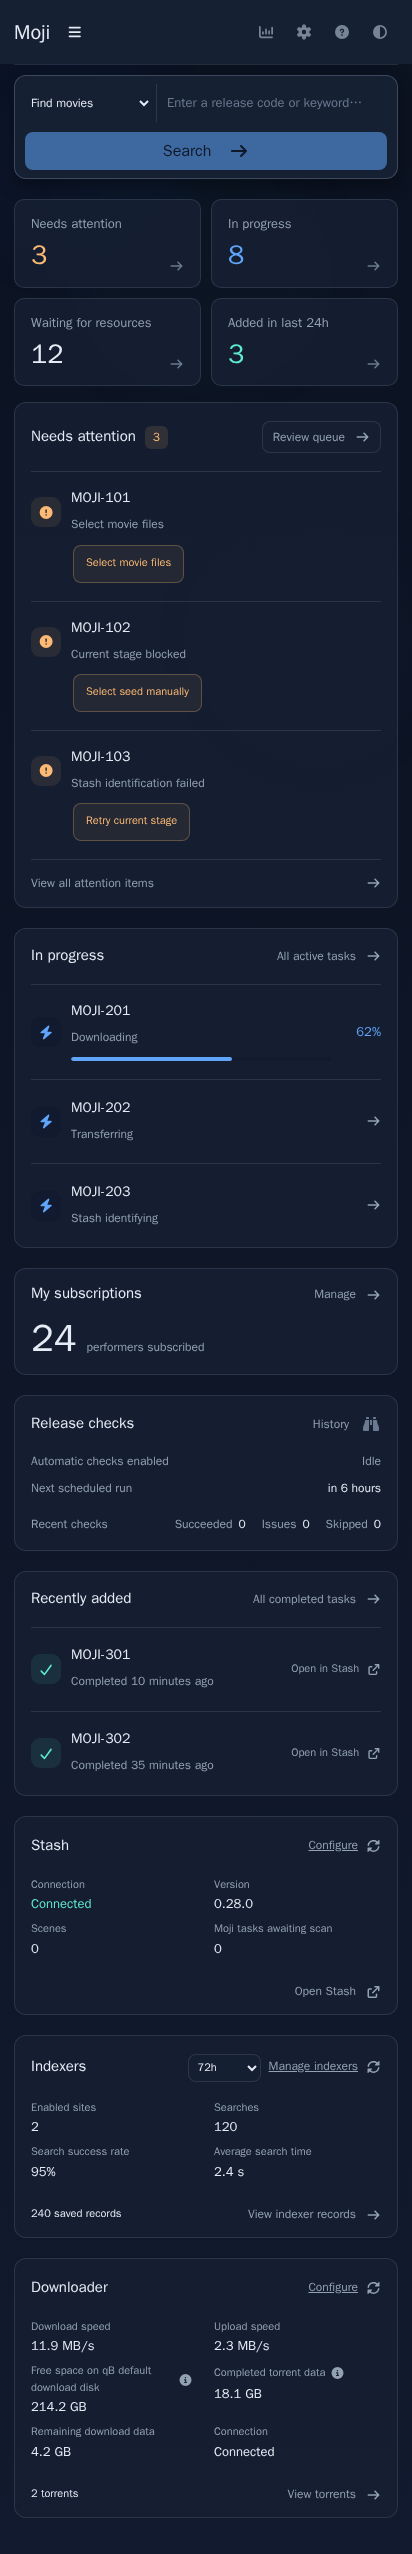 Moji
Find movies
Enter a release code or keyword···
Search
Needs attention
3
In progress
8
Waiting for resources
12
Added in last 24h
3
Needs attention 3
Review queue
MOJI-101
Select movie files
Select movie files
MOJI-102
Current stage blocked
Select seed manually
MOJI-103
Stash identification failed
Retry current stage
View all attention items
In progress
All active tasks
MOJI-201
Downloading
62%
MOJI-202
Transferring
MOJI-203
Stash identifying
My subscriptions
Manage
24 performers subscribed
Release checks
History
Automatic checks enabled
Idle
Next scheduled run
in 6 hours
Recent checks
Succeeded 0 Issues 0 Skipped 0
Recently added
All completed tasks
MOJI-301
Completed 10 minutes ago
Open in Stash
MOJI-302
Completed 35 minutes ago
Open in Stash
Stash
Configure
Connection
Connected
Version
0.28.0
Scenes
0
Moji tasks awaiting scan
0
Open Stash
Indexers
72h
Manage indexers
Enabled sites
2
Searches
120
Search success rate
95%
Average search time
2.4 s
240 saved records
View indexer records
Downloader
Configure
Download speed
11.9 MB/s
Upload speed
2.3 MB/s
Free space on qB default
download disk
214.2 GB
Completed torrent data
18.1 GB
Remaining download data
4.2 GB
Connection
Connected
2 torrents
View torrents